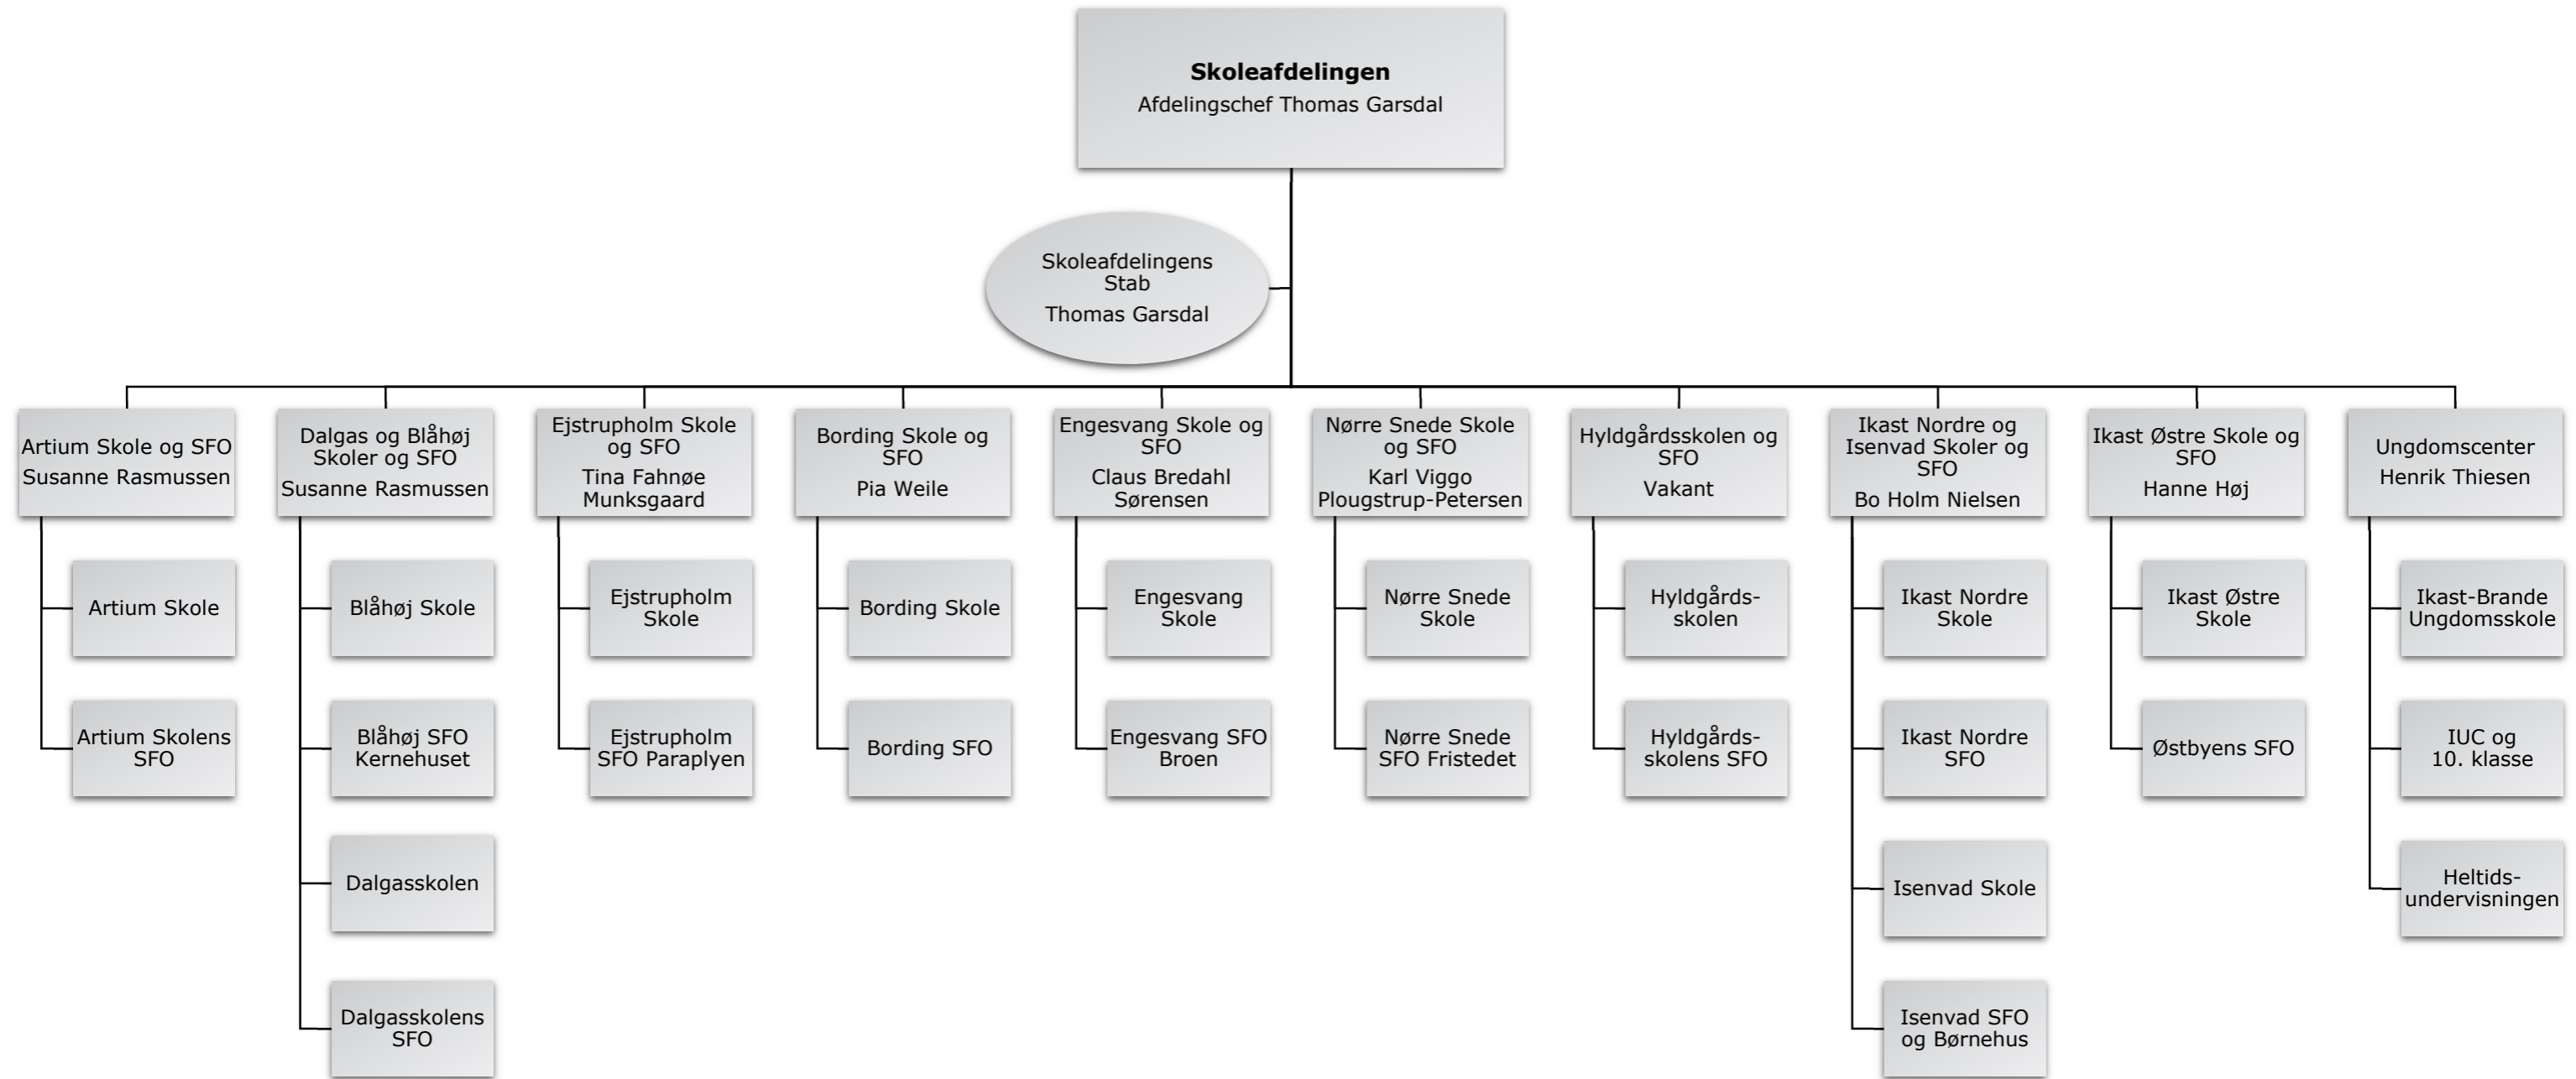 Skoleafdelingen
Afdelingschef Thomas Garsdal
Skoleafdelingens
Stab
Thomas Garsdal
Artium Skole og SFO
Susanne Rasmussen
Artium Skole
Artium Skolens
SFO
Dalgas og Blåhøj
Skoler og SFO
Susanne Rasmussen
Blåhøj Skole
Blåhøj SFO
Kernehuset
Dalgasskolen
Dalgasskolens
SFO
Ejstrupholm Skole
og SFO
Tina Fahnøe
Munksgaard
Ejstrupholm
Skole
Ejstrupholm
SFO Paraplyen
Bording Skole og
SFO
Pia Weile
Bording Skole
Bording SFO
Engesvang Skole og
SFO
Claus Bredahl
Sørensen
Engesvang
Skole
Engesvang SFO
Broen
Nørre Snede Skole
og SFO
Karl Viggo
Plougstrup-Petersen
Nørre Snede
Skole
Nørre Snede
SFO Fristedet
Hyldgårdsskolen og
SFO
Vakant
Hyldgårds-
skolen
Hyldgårds-
skolens SFO
Ikast Nordre og
Isenvad Skoler og
SFO
Bo Holm Nielsen
Ikast Nordre
Skole
Ikast Nordre
SFO
Isenvad Skole
Isenvad SFO
og Børnehus
Ikast Østre Skole og
SFO
Hanne Høj
Ikast Østre
Skole
Østbyens SFO
Ungdomscenter
Henrik Thiesen
Ikast-Brande
Ungdomsskole
IUC og
10. klasse
Heltids-
undervisningen